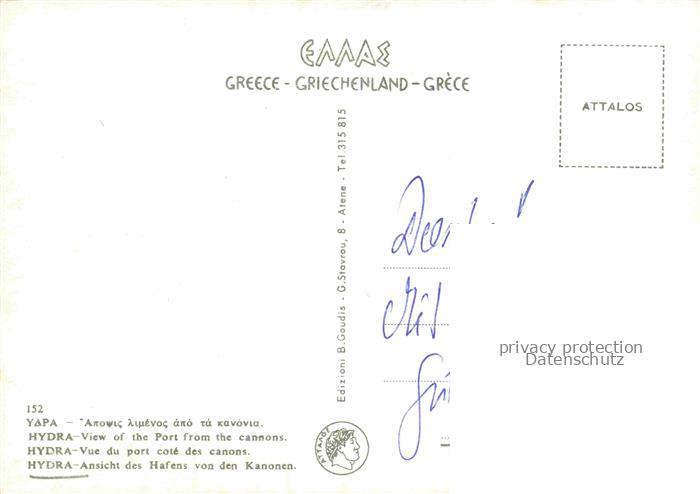 ΕΛΛΑΣ
GREECE - GRIECHENLAND - GRÈCE
ATTALOS
Edizioni B.Goudis - G.Stavrou, 8 - Atene - Tel.315 815
privacy protection
Datenschutz
152
ΥΔΡΑ - Ἄποψις λιμένος ἀπό τά κανόνια.
HYDRA-View of the Port from the cannons.
HYDRA-Vue du port coté des canons.
HYDRA-Ansicht des Hafens von den Kanonen.
ΑΤΤΑΛΟΣ